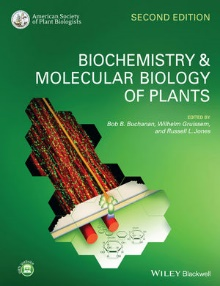 American Society
of Plant Biologists
SECOND EDITION
BIOCHEMISTRY &
MOLECULAR BIOLOGY
OF PLANTS
EDITED BY
Bob B. Buchanan, Wilhelm Gruissem,
and Russell L. Jones
WILEY Blackwell